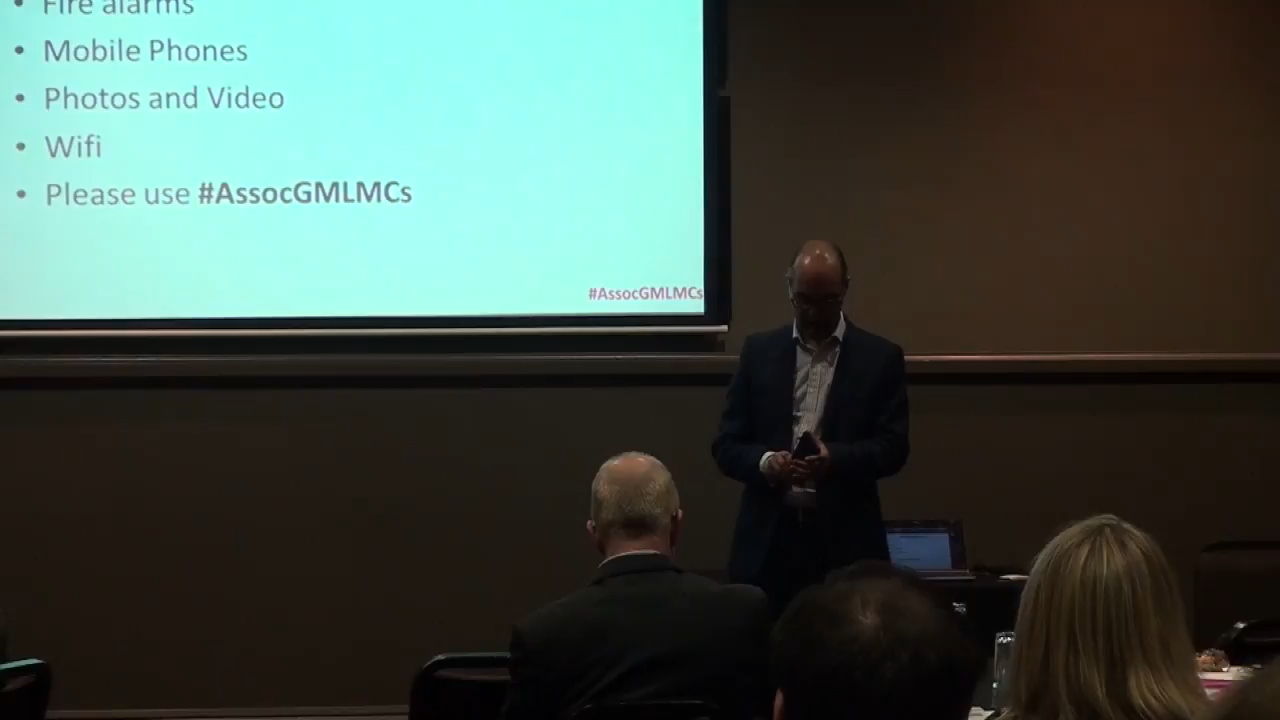 • Fire alarms
• Mobile Phones
• Photos and Video
• Wifi
• Please use #AssocGMLMCs
#AssocGMLMCs